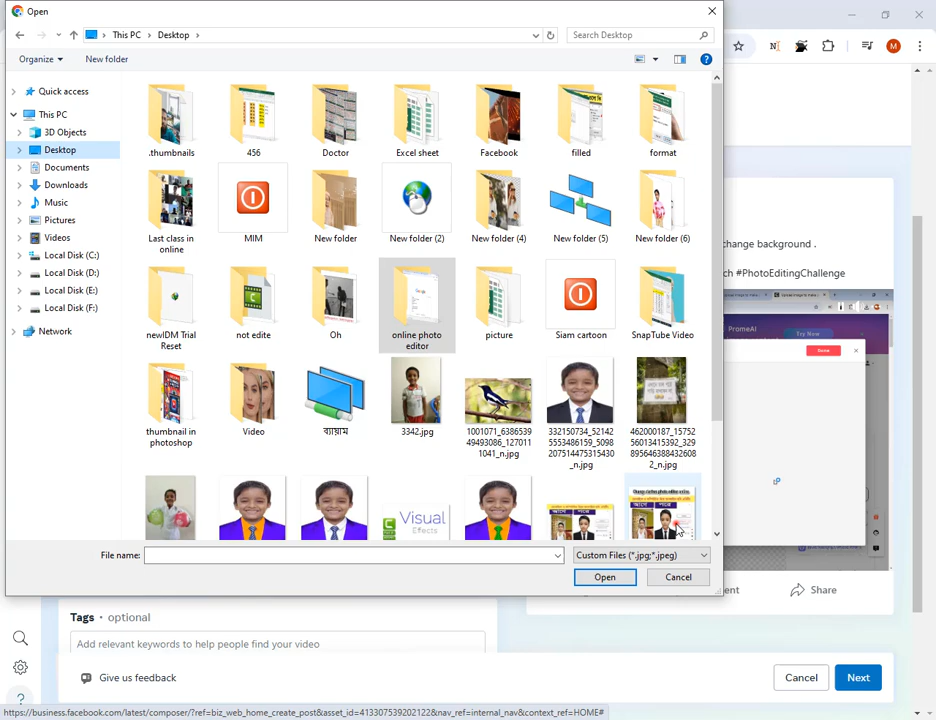 Open
This PC
Desktop
Search Desktop
Organize
New folder
Quick access
This PC
3D Objects
Desktop
Documents
Downloads
Music
Pictures
Videos
Local Disk (C:)
Local Disk (D:)
Local Disk (E:)
Local Disk (F:)
Network
.thumbnails
456
Doctor
Excel sheet
Facebook
filled
format
Last class in
online
MIM
New folder
New folder (2)
New folder (4)
New folder (5)
New folder (6)
newIDM Trial
Reset
not edite
Oh
online photo
editor
picture
Siam cartoon
SnapTube Video
thumbnail in
photoshop
Video
ব্যায়াম
3342.jpg
1001071_6386539
49493086_127011
1041_n.jpg
332150734_52142
5553486159_5098
207514475315430
_n.jpg
462000187_15752
56013415392_329
895646388432608
2_n.jpg
Visual
Effects
আগে
পরে
File name:
Custom Files (*.jpg;*.jpeg)
Open
Cancel
M
change background .
#PhotoEditingChallenge
PromeAI
Try Now
Share
Tags • optional
Add relevant keywords to help people find your video
Give us feedback
Cancel
Next
https://business.facebook.com/latest/composer/?ref=biz_web_home_create_post&asset_id=413307539202122&nav_ref=internal_nav&context_ref=HOME#